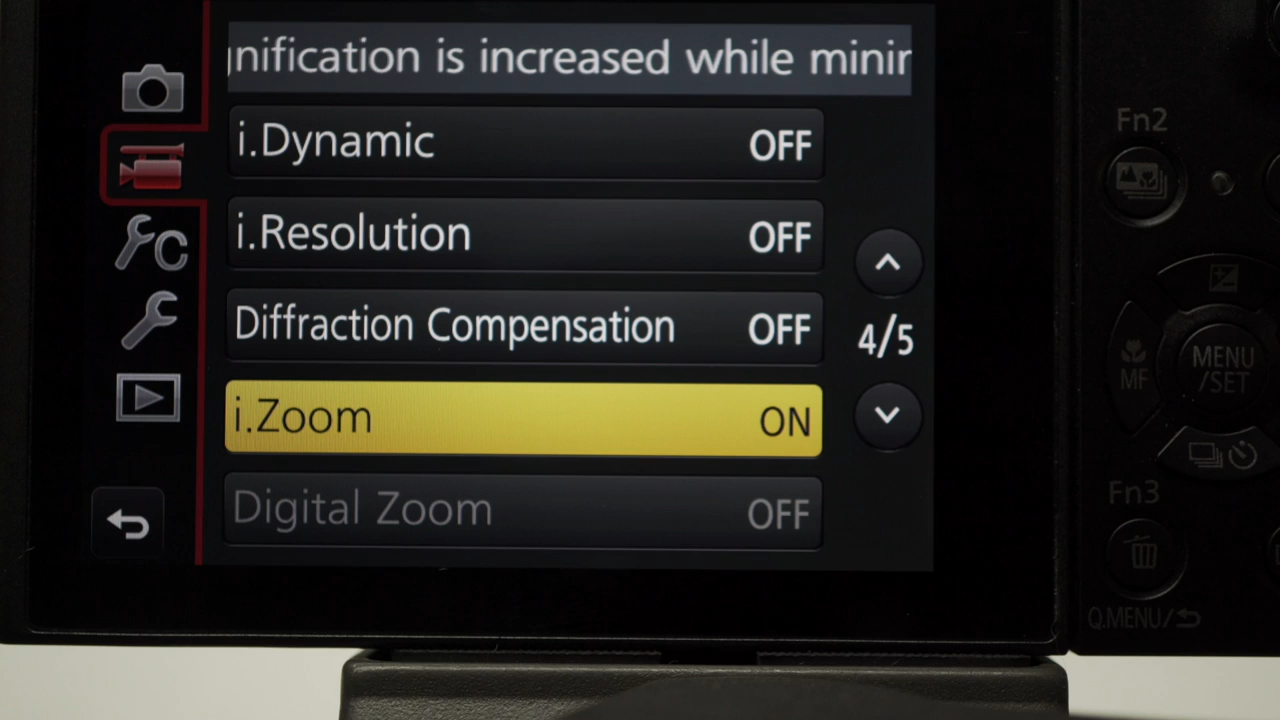 nification is increased while minir
i.Dynamic OFF
i.Resolution OFF
Diffraction Compensation OFF
i.Zoom ON
Digital Zoom OFF
4/5
C
Fn2
MENU
/SET
MF
Fn3
Q.MENU/